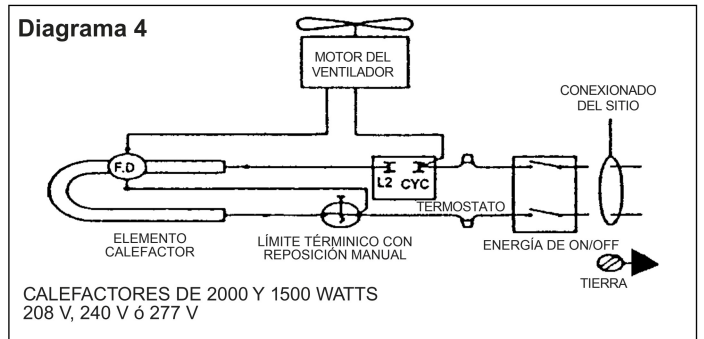 Diagrama 4
MOTOR DEL
VENTILADOR
CONEXIONADO
DEL SITIO
F.D
L2 CYC
TERMOSTATO
ELEMENTO
CALEFACTOR
LÍMITE TÉRMINICO CON
REPOSICIÓN MANUAL
ENERGÍA DE ON/OFF
TIERRA
CALEFACTORES DE 2000 Y 1500 WATTS
208 V, 240 V ó 277 V